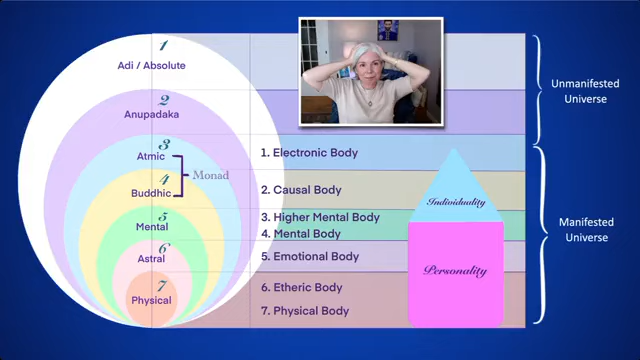 1
Adi / Absolute
2
Anupadaka
3
Atmic
4
Buddhic
Monad
5
Mental
6
Astral
7
Physical
1. Electronic Body
2. Causal Body
3. Higher Mental Body
4. Mental Body
5. Emotional Body
6. Etheric Body
7. Physical Body
Individuality
Personality
Unmanifested
Universe
Manifested
Universe